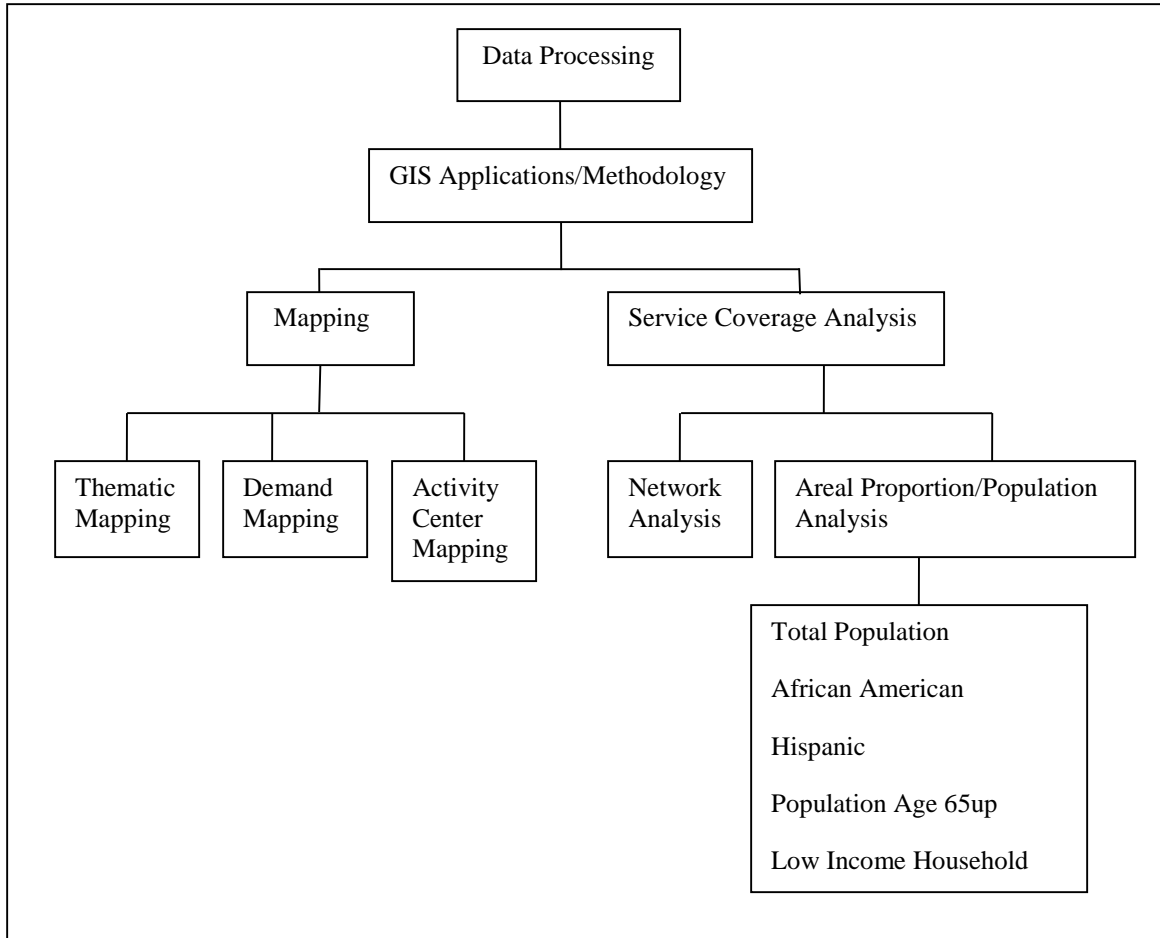 Data Processing
GIS Applications/Methodology
Mapping
Service Coverage Analysis
Thematic
Mapping
Demand
Mapping
Activity
Center
Mapping
Network
Analysis
Areal Proportion/Population
Analysis
Total Population
African American
Hispanic
Population Age 65up
Low Income Household